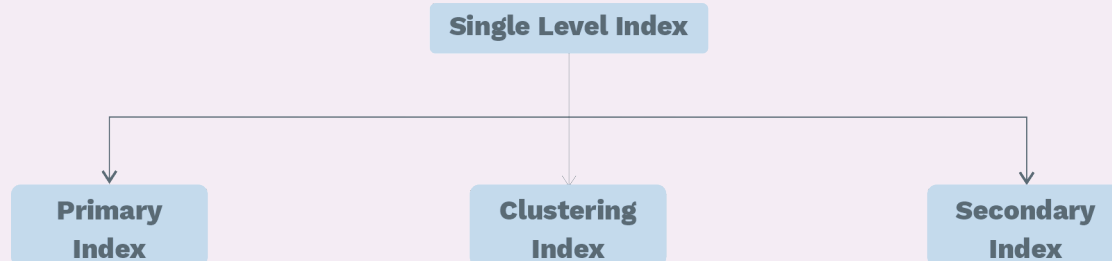 Single Level Index
Primary
Index
Clustering
Index
Secondary
Index